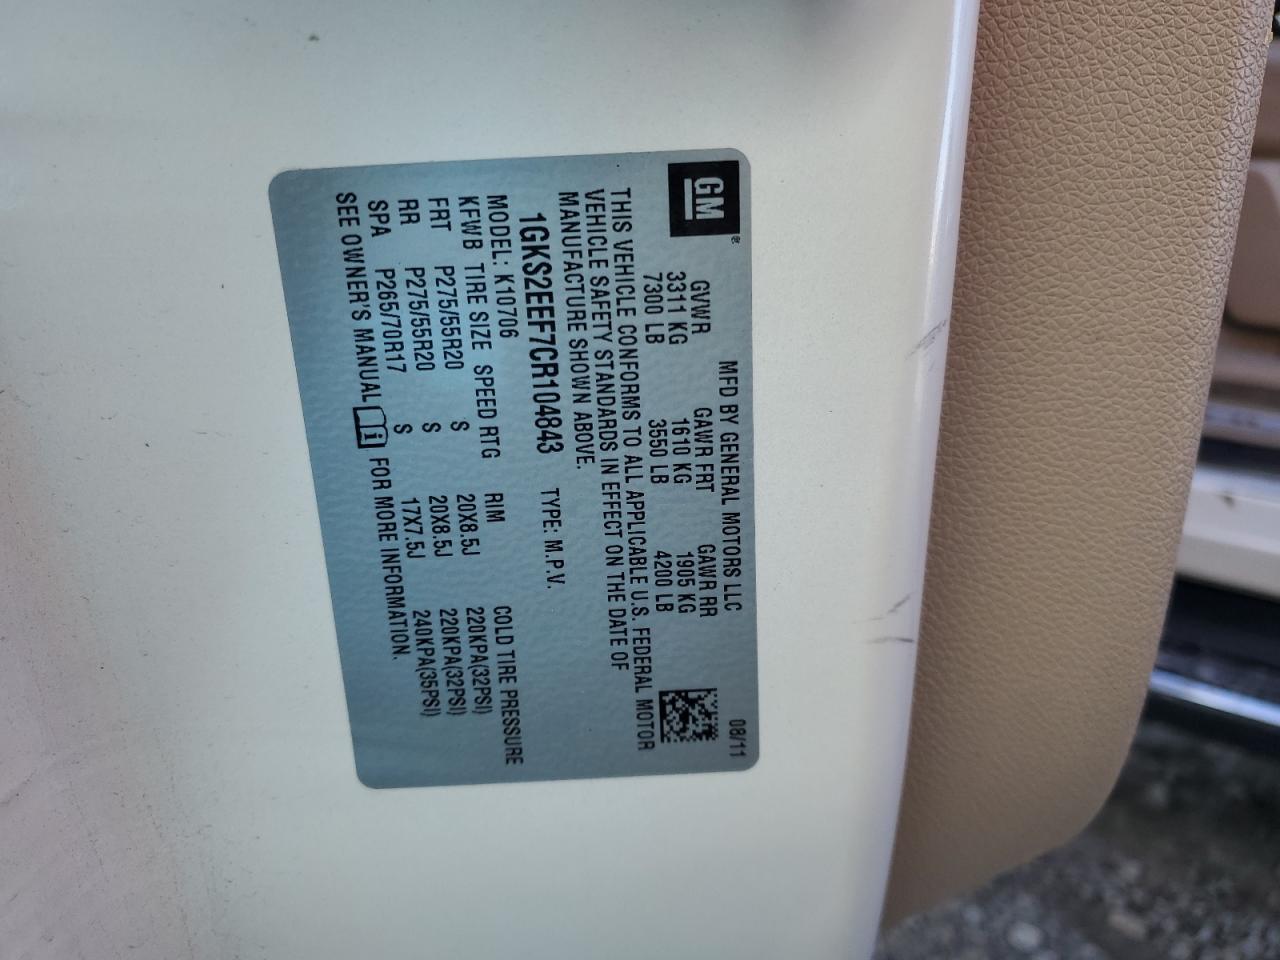 GM®
MFD BY GENERAL MOTORS LLC 08/11
GVWR GAWR FRT GAWR RR
3311 KG 1610 KG 1905 KG
7300 LB 3550 LB 4200 LB
THIS VEHICLE CONFORMS TO ALL APPLICABLE U.S. FEDERAL MOTOR
VEHICLE SAFETY STANDARDS IN EFFECT ON THE DATE OF
MANUFACTURE SHOWN ABOVE.
1GKS2EEF7CR104843 TYPE: M.P.V.
MODEL: K10706
KFWB TIRE SIZE SPEED RTG RIM COLD TIRE PRESSURE
FRT P275/55R20 S 20X8.5J 220KPA(32PSI)
RR P275/55R20 S 20X8.5J 220KPA(32PSI)
SPA P265/70R17 S 17X7.5J 240KPA(35PSI)
SEE OWNER'S MANUAL i FOR MORE INFORMATION.